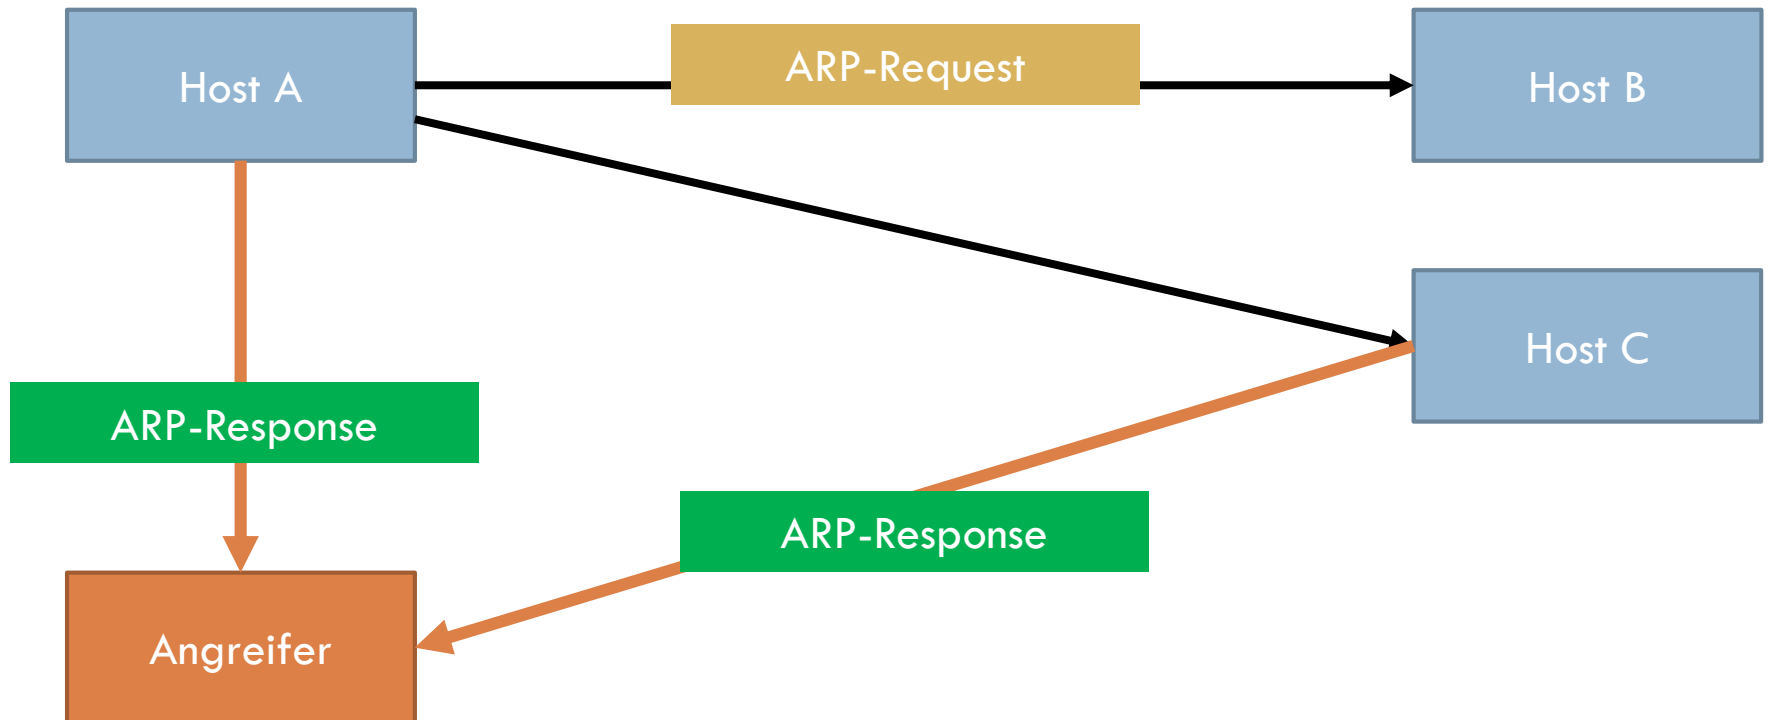 Host A
ARP-Request
Host B
Host C
ARP-Response
ARP-Response
Angreifer